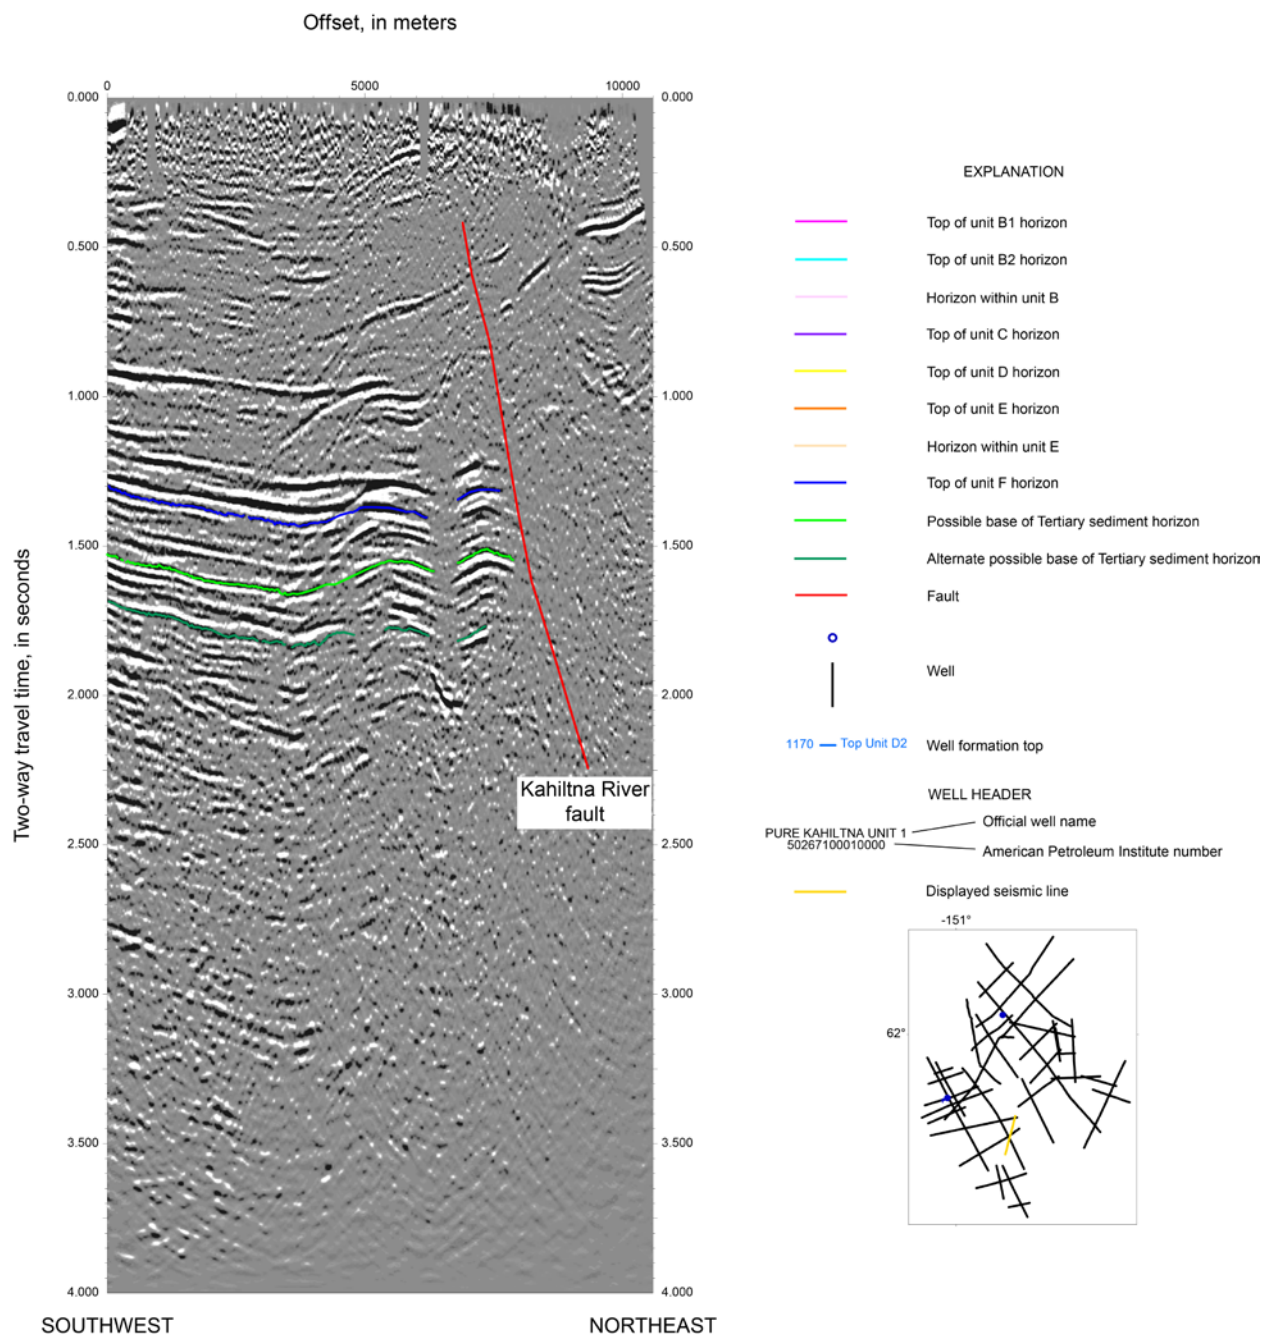 Offset, in meters
0 5000 10000
0.000 0.000
EXPLANATION
Top of unit B1 horizon
0.500 0.500
Top of unit B2 horizon
Horizon within unit B
Top of unit C horizon
Top of unit D horizon
1.000 1.000
Top of unit E horizon
Horizon within unit E
Top of unit F horizon
Possible base of Tertiary sediment horizon
1.500 1.500
Alternate possible base of Tertiary sediment horizon
Fault
Two-way travel time, in seconds
Well
2.000 2.000
1170 Top Unit D2 Well formation top
Kahiltna River
fault
WELL HEADER
Official well name
PURE KAHILTNA UNIT 1
50267100010000
American Petroleum Institute number
2.500 2.500
Displayed seismic line
-151°
3.000 3.000
62°
3.500 3.500
4.000 4.000
SOUTHWEST NORTHEAST